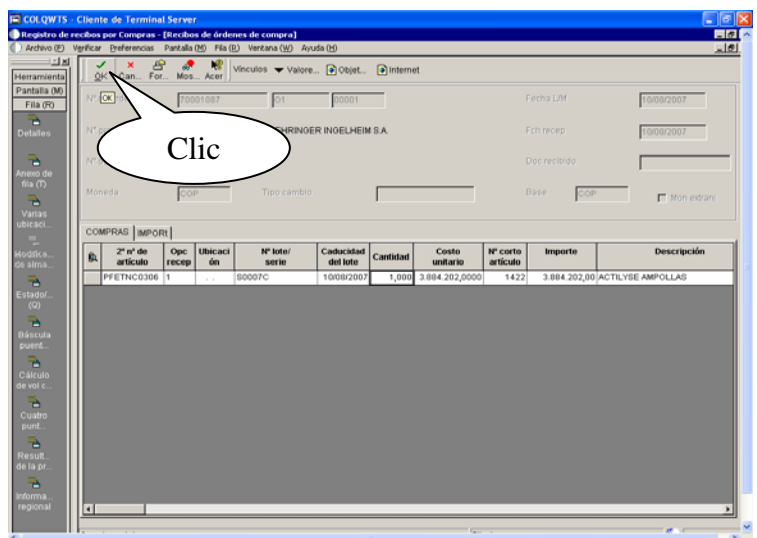 COLQWTS - Cliente de Terminal Server
Registro de recibos por Compras - [Recibos de órdenes de compra]
Archivo (F) Verificar Preferencias Pantalla (M) Fila (R) Ventana (W) Ayuda (H)
OK Can... For... Mos... Acer Vínculos Valore... Objet... Internet
Herramienta
Pantalla (M)
Fila (R)
Detalles
Anexo de
fila (T)
Varias
ubicaci...
Modifica...
de alma...
Estado/...
(Q)
Báscula
puent...
Cálculo
de vol c...
Cuatro
punt...
Result...
de la pr...
Informa...
regional
OK
Clic
70001087 O1 00001 Fecha L/M 10/08/2007
HRINGER INGELHEIM S.A. Fch recep 10/08/2007
Doc recibido
Moneda COP Tipo cambio Base COP Mon extranj
COMPRAS IMPORt
2º nº de artículo Opc recep Ubicaci ón Nº lote/ serie Caducidad del lote Cantidad Costo unitario Nº corto artículo Importe Descripción
PFETNC0306 1 . . S0007C 10/08/2007 1,000 3.884.202,0000 1422 3.884.202,00 ACTILYSE AMPOLLAS